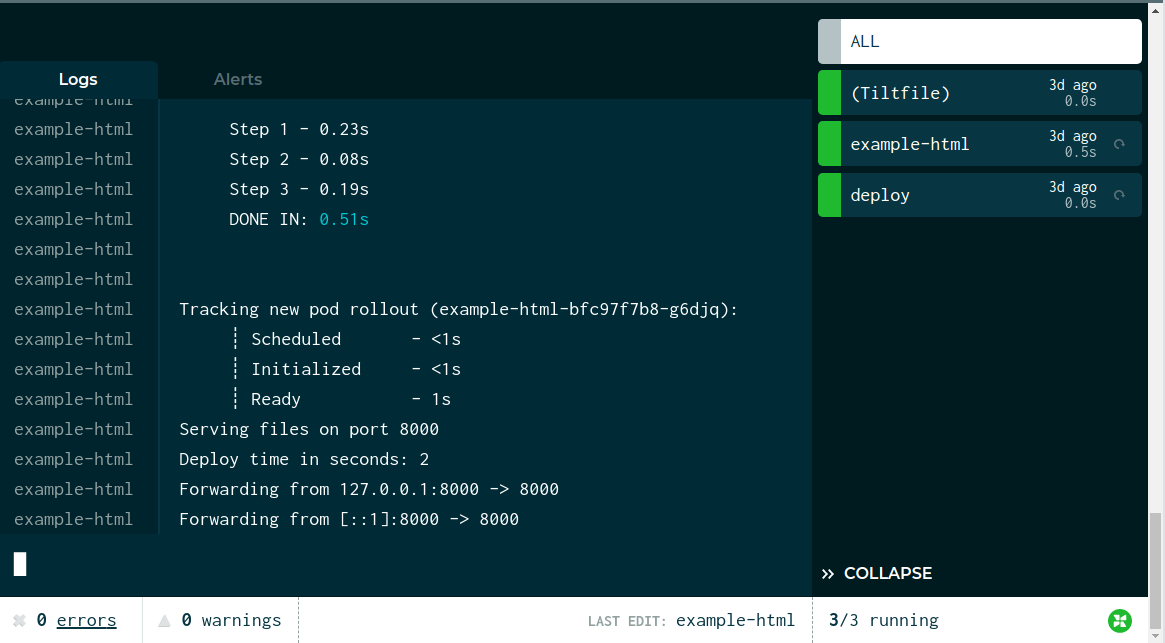 Logs
Alerts
example-html
example-html Step 1 - 0.23s
example-html Step 2 - 0.08s
example-html Step 3 - 0.19s
example-html DONE IN: 0.51s
example-html
example-html
example-html Tracking new pod rollout (example-html-bfc97f7b8-g6djq):
example-html ┊ Scheduled - <1s
example-html ┊ Initialized - <1s
example-html ┊ Ready - 1s
example-html Serving files on port 8000
example-html Deploy time in seconds: 2
example-html Forwarding from 127.0.0.1:8000 -> 8000
example-html Forwarding from [::1]:8000 -> 8000
ALL
(Tiltfile) 3d ago
0.0s
example-html 3d ago
0.5s
deploy 3d ago
0.0s
» COLLAPSE
0 errors
0 warnings
LAST EDIT: example-html
3/3 running